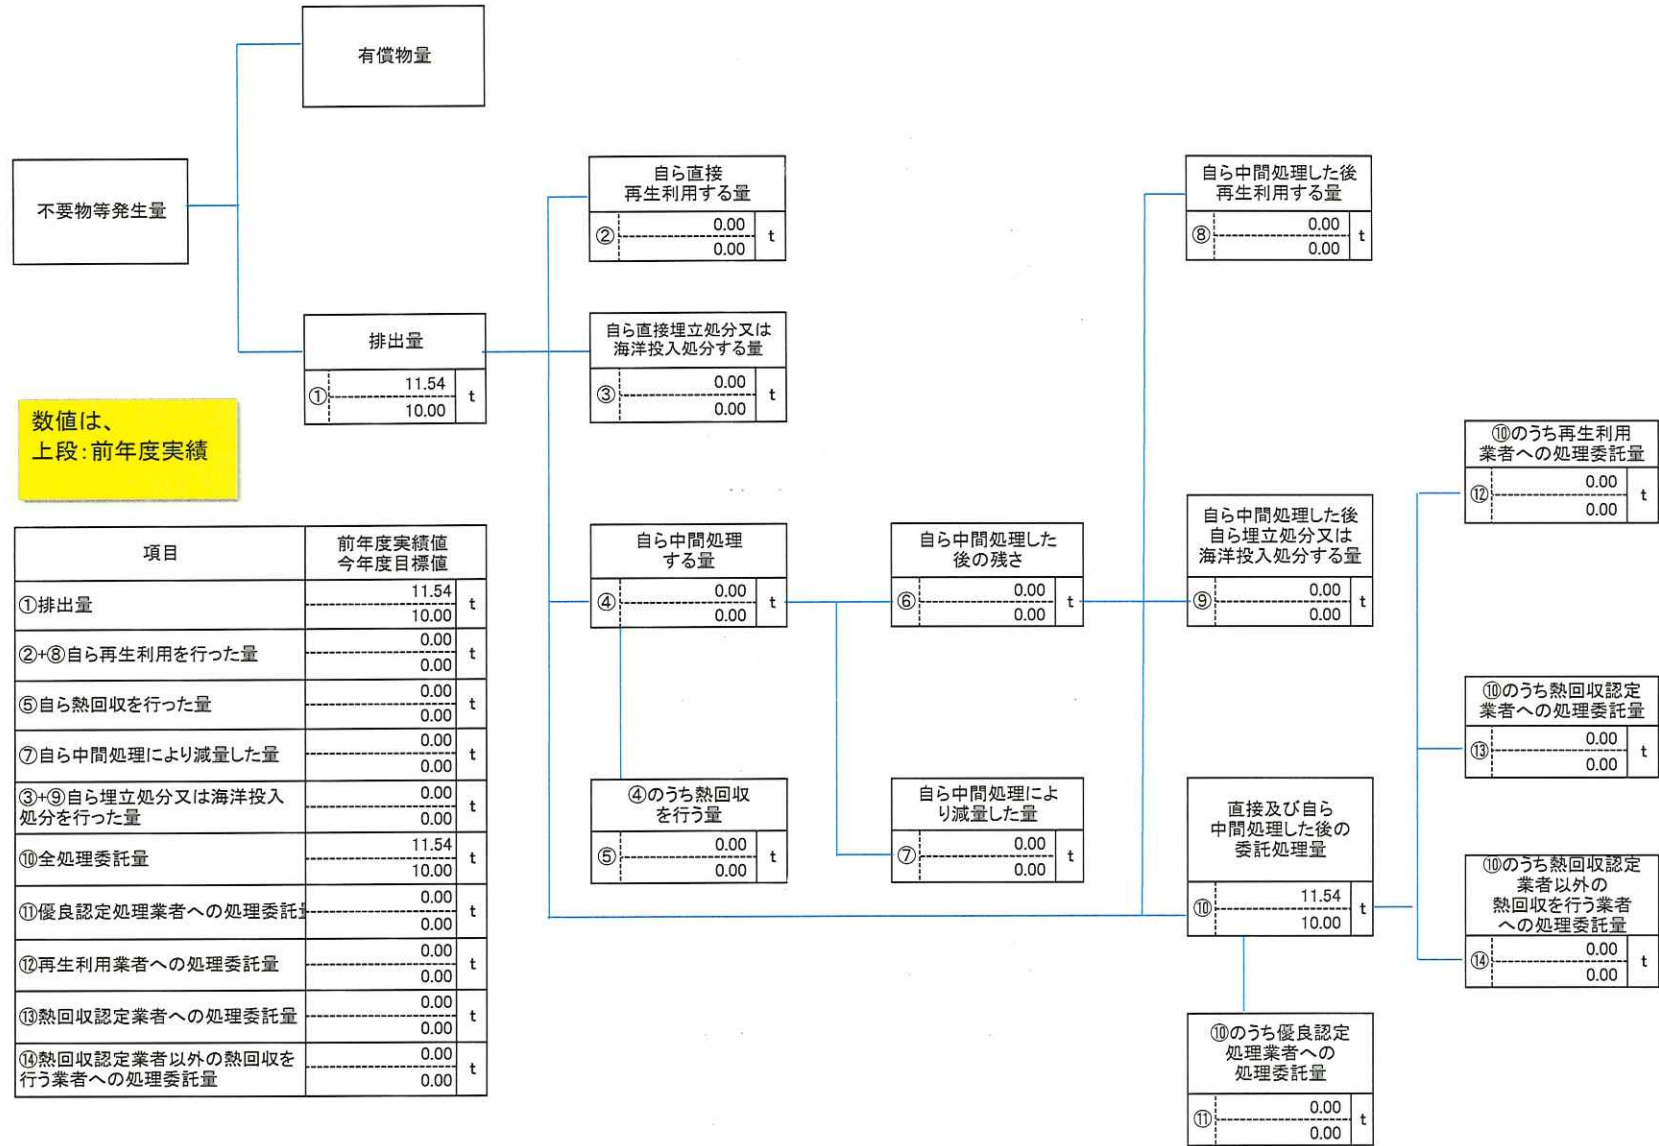 有償物量
不要物等発生量
排出量
①
11.54
10.00
t
数値は、
上段:前年度実績
自ら直接
再生利用する量
②
0.00
0.00
t
自ら直接埋立処分又は
海洋投入処分する量
③
0.00
0.00
t
自ら中間処理
する量
④
0.00
0.00
t
④のうち熱回収
を行う量
⑤
0.00
0.00
t
自ら中間処理した
後の残さ
⑥
0.00
0.00
t
自ら中間処理によ
り減量した量
⑦
0.00
0.00
t
自ら中間処理した後
再生利用する量
⑧
0.00
0.00
t
自ら中間処理した後
自ら埋立処分又は
海洋投入処分する量
⑨
0.00
0.00
t
直接及び自ら
中間処理した後の
委託処理量
⑩
11.54
10.00
t
⑩のうち優良認定
処理業者への
処理委託量
⑪
0.00
0.00
t
⑩のうち再生利用
業者への処理委託量
⑫
0.00
0.00
t
⑩のうち熱回収認定
業者への処理委託量
⑬
0.00
0.00
t
⑩のうち熱回収認定
業者以外の
熱回収を行う業者
への処理委託量
⑭
0.00
0.00
t
項目
前年度実績値
今年度目標値
①排出量
11.54
10.00
t
②+⑧自ら再生利用を行った量
0.00
0.00
t
⑤自ら熱回収を行った量
0.00
0.00
t
⑦自ら中間処理により減量した量
0.00
0.00
t
③+⑨自ら埋立処分又は海洋投入
処分を行った量
0.00
0.00
t
⑩全処理委託量
11.54
10.00
t
⑪優良認定処理業者への処理委託
0.00
0.00
t
⑫再生利用業者への処理委託量
0.00
0.00
t
⑬熱回収認定業者への処理委託量
0.00
0.00
t
⑭熱回収認定業者以外の熱回収を
行う業者への処理委託量
0.00
0.00
t